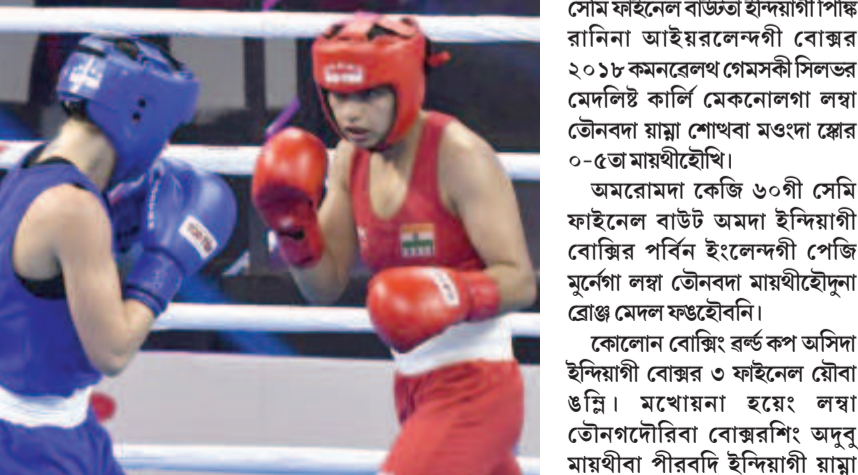 সেমি ফাইনেল বাউটতা ইন্দিয়াগী পিংকি
রানিনা আইয়রলেন্দগী বোক্সর
২০১৮ কমনৱেলথ গেমসকী সিলভর
মেদলিষ্ট কার্লি মেকনোলগা লম্বা
তৌনবদা য়াম্না শোত্থবা মওংদা স্কোর
০-৫তা মায়থীহৌখি।
অমরোমদা কেজি ৬০গী সেমি
ফাইনেল বাউট অমদা ইন্দিয়াগী
বোক্সির পর্বিন ইংলেন্দগী পেজি
মুর্নেগা লম্বা তৌনবদা মায়থীহৌদুনা
ব্রোঞ্জ মেদল ফঙহৌবনি।
কোলোন বোক্সিং ৱর্ল্ড কপ অসিদা
ইন্দিয়াগী বোক্সর ৩ ফাইনেল য়ৌবা
ঙম্লি। মখোয়না হয়েং লম্বা
তৌনগদৌরিবা বোক্সরশিং অদুবু
মায়থীবা পীরবদি ইন্দিয়াগী য়াম্না